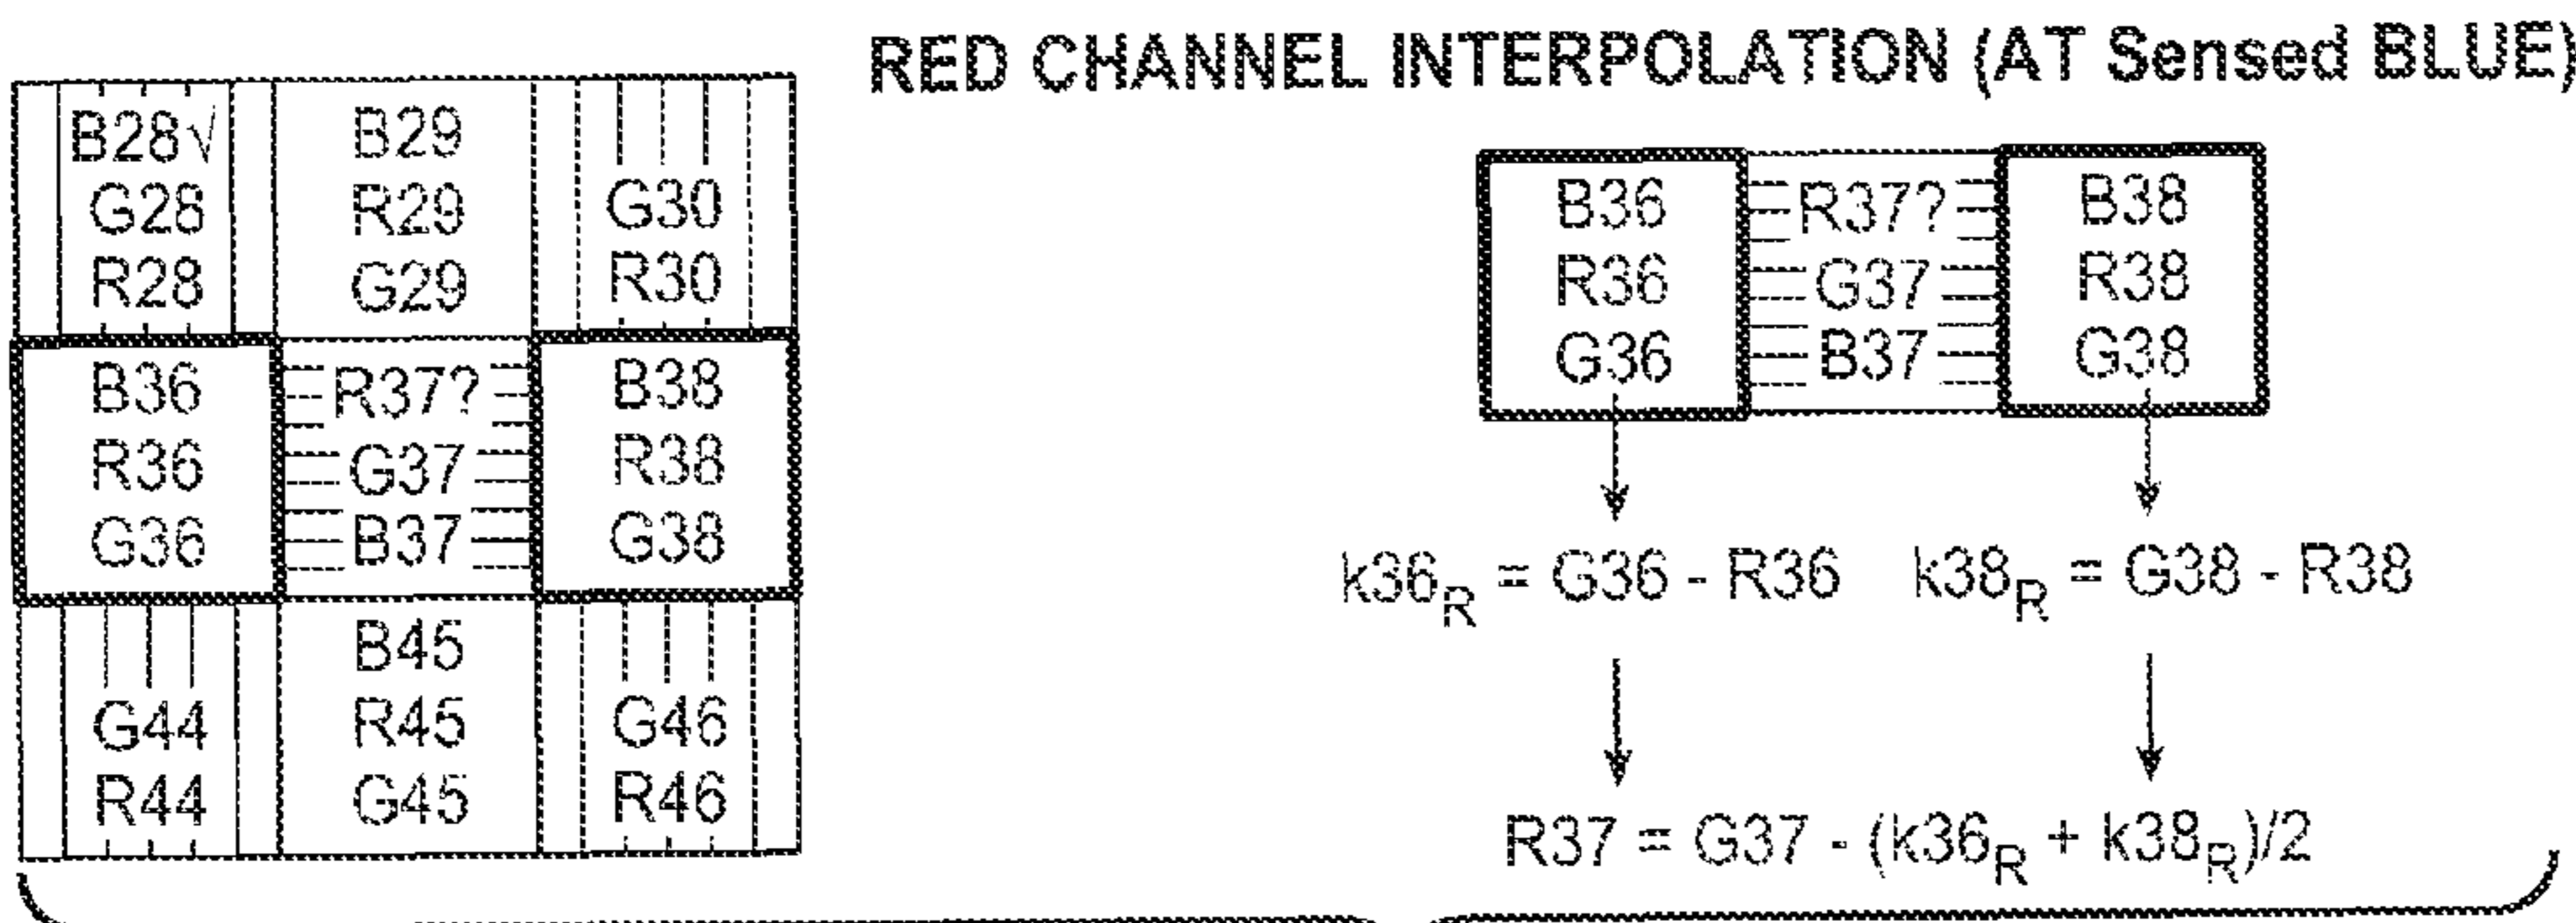 RED CHANNEL INTERPOLATION (AT Sensed BLUE)
B28√ B29
G28 R29 G30
R28 G29 R30
B36 R37? B38
R36 G37 R38
G36 B37 G38
B45
G44 R45 G46
R44 G45 R46
B36 R37? B38
R36 G37 R38
G36 B37 G38
k36R = G36 - R36 k38R = G38 - R38
R37 = G37 - (k36R + k38R)/2